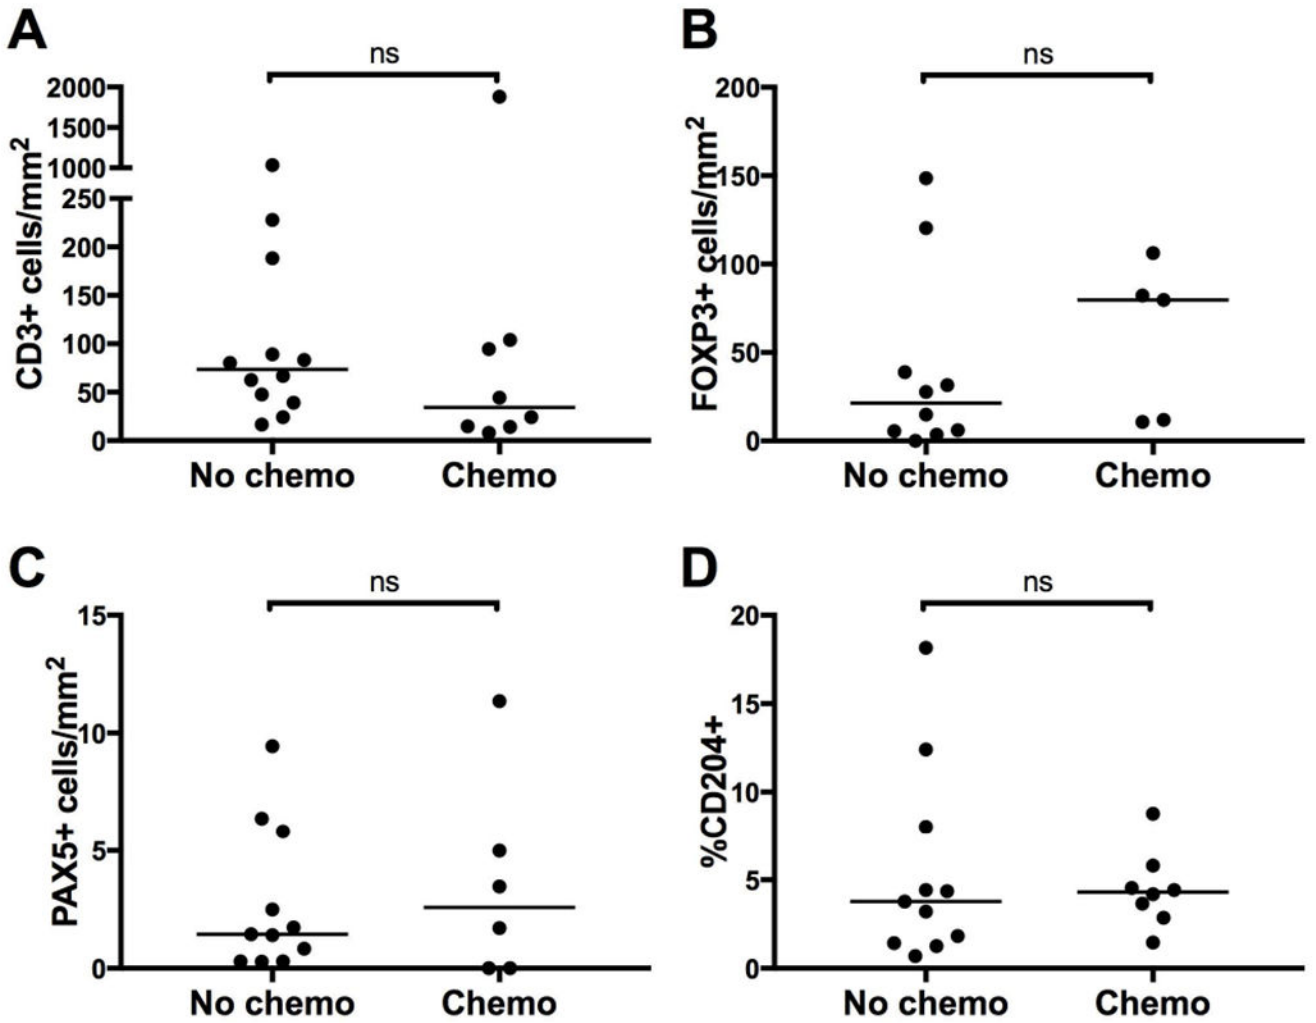 A
ns
CD3+ cells/mm2
2000
1500
1000
250
200
150
100
50
0
No chemo
Chemo
B
ns
FOXP3+ cells/mm2
200
150
100
50
0
No chemo
Chemo
C
ns
PAX5+ cells/mm2
15
10
5
0
No chemo
Chemo
D
ns
%CD204+
20
15
10
5
0
No chemo
Chemo